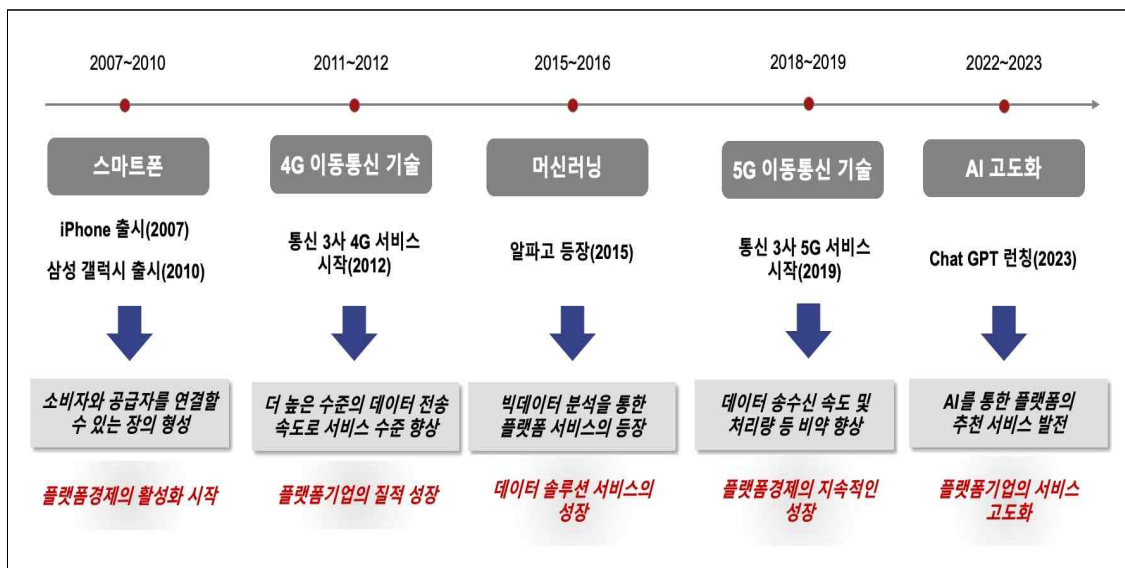 2007~2010
2011~2012
2015~2016
2018~2019
2022~2023
스마트폰
4G 이동통신 기술
머신러닝
5G 이동통신 기술
AI 고도화
iPhone 출시(2007)
삼성 갤럭시 출시(2010)
통신 3사 4G 서비스
시작(2012)
알파고 등장(2015)
통신 3사 5G 서비스
시작(2019)
Chat GPT 런칭(2023)
소비자와 공급자를 연결할
수 있는 장의 형성
더 높은 수준의 데이터 전송
속도로 서비스 수준 향상
빅데이터 분석을 통한
플랫폼 서비스의 등장
데이터 송수신 속도 및
처리량 등 비약 향상
AI를 통한 플랫폼의
추천 서비스 발전
플랫폼경제의 활성화 시작
플랫폼기업의 질적 성장
데이터 솔루션 서비스의
성장
플랫폼경제의 지속적인
성장
플랫폼기업의 서비스
고도화